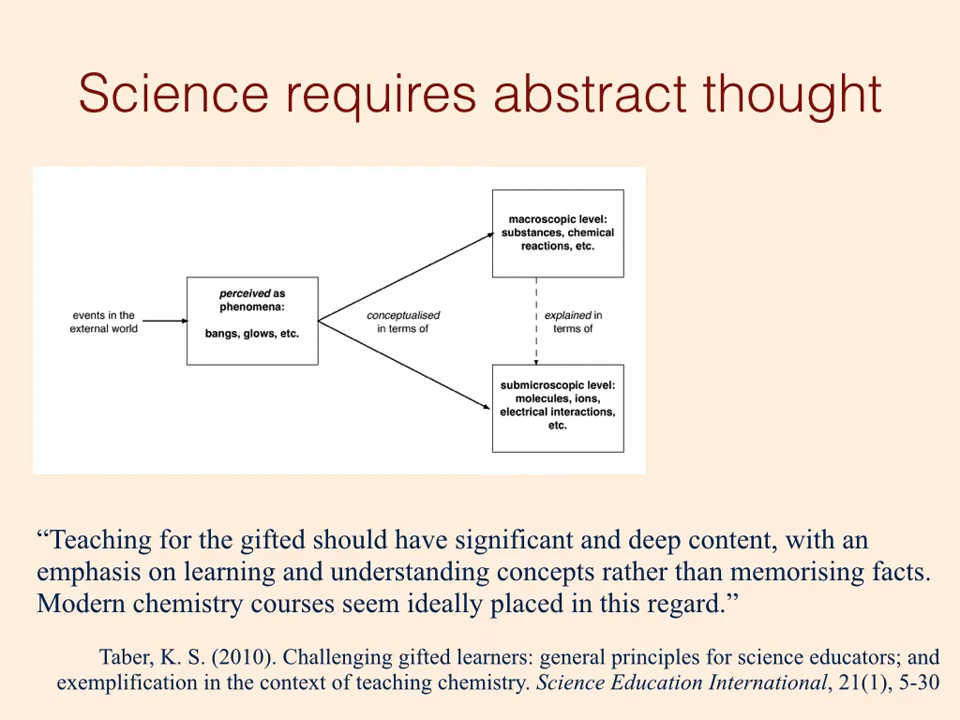 Science requires abstract thought
events in the
external world
perceived as
phenomena:
bangs, glows, etc.
conceptualised
in terms of
macroscopic level:
substances, chemical
reactions, etc.
explained in
terms of
submicroscopic level:
molecules, ions,
electrical interactions,
etc.
“Teaching for the gifted should have significant and deep content, with an
emphasis on learning and understanding concepts rather than memorising facts.
Modern chemistry courses seem ideally placed in this regard.”
Taber, K. S. (2010). Challenging gifted learners: general principles for science educators; and
exemplification in the context of teaching chemistry. Science Education International, 21(1), 5-30